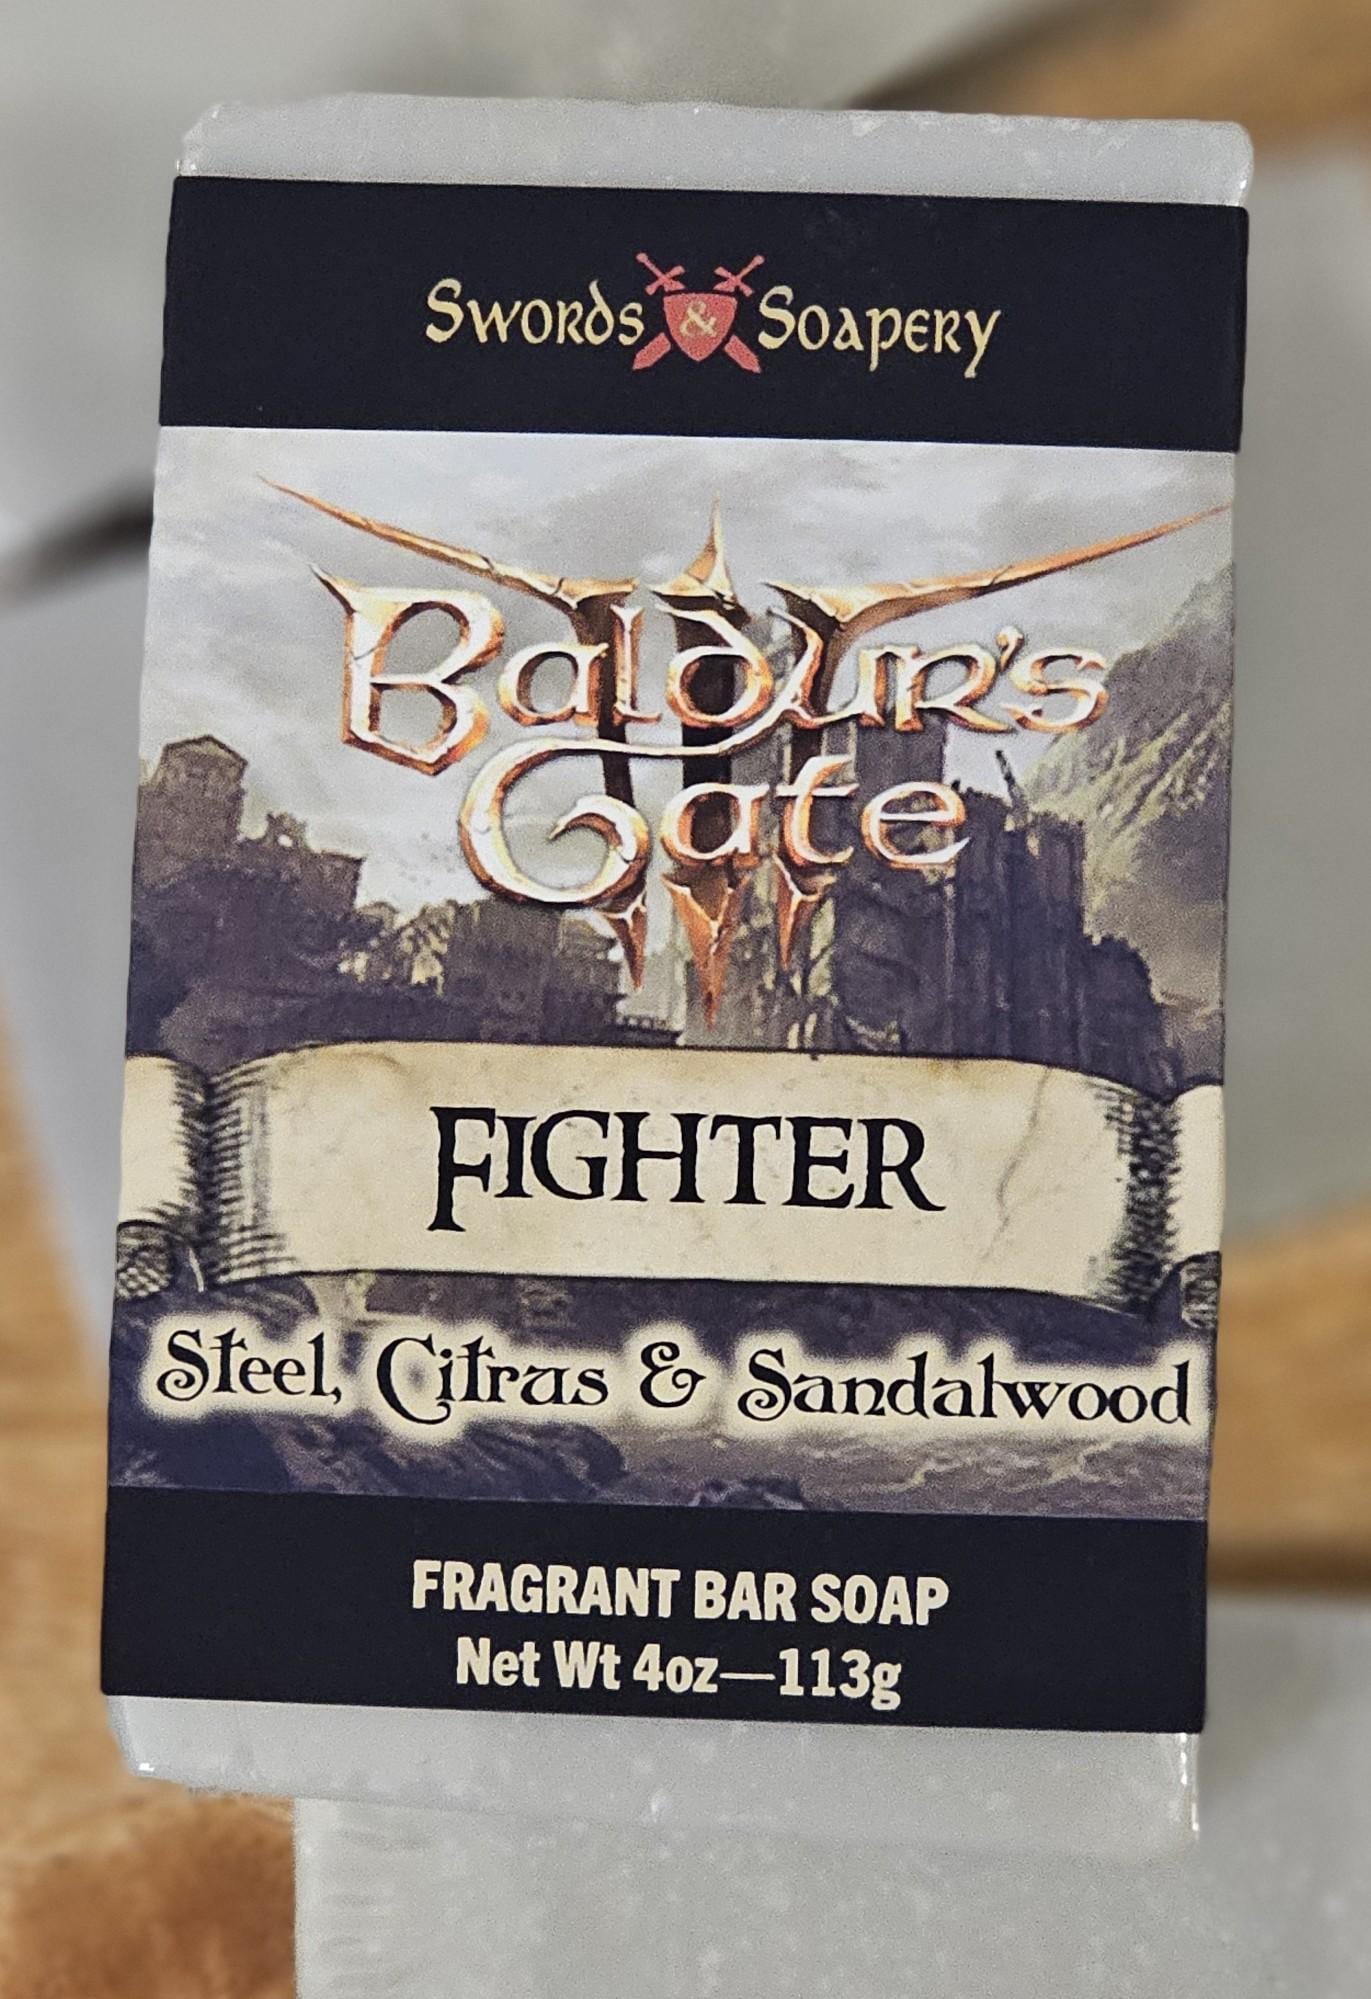 Swords & Soapery
Baldur's
Gate
III
FIGHTER
Steel, Citrus & Sandalwood
FRAGRANT BAR SOAP
Net Wt 4oz—113g